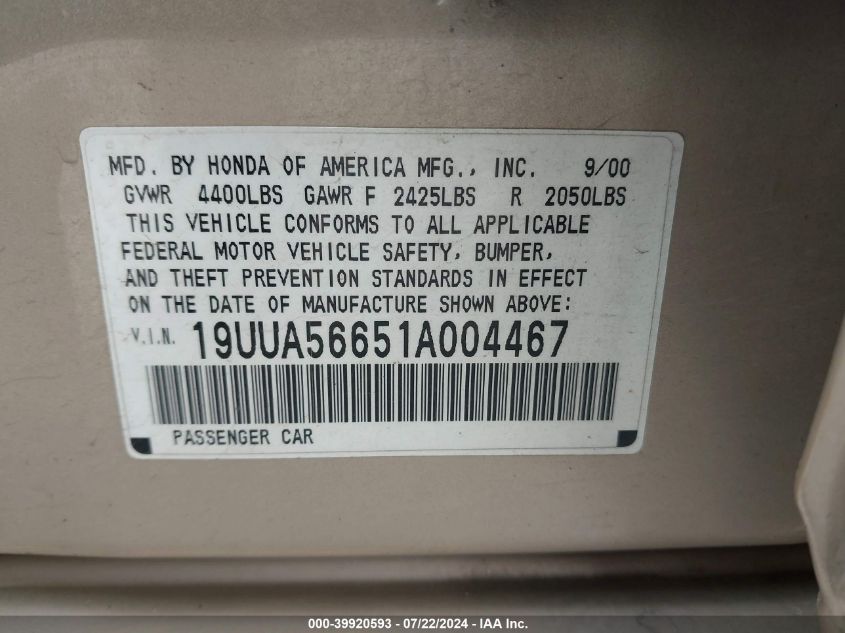 MFD. BY HONDA OF AMERICA MFG., INC. 9/00
GVWR 4400LBS GAWR F 2425LBS R 2050LBS
THIS VEHICLE CONFORMS TO ALL APPLICABLE
FEDERAL MOTOR VEHICLE SAFETY, BUMPER,
AND THEFT PREVENTION STANDARDS IN EFFECT
ON THE DATE OF MANUFACTURE SHOWN ABOVE:
V.I.N. 19UUA56651A004467
PASSENGER CAR
000-39920593 - 07/22/2024 - IAA Inc.